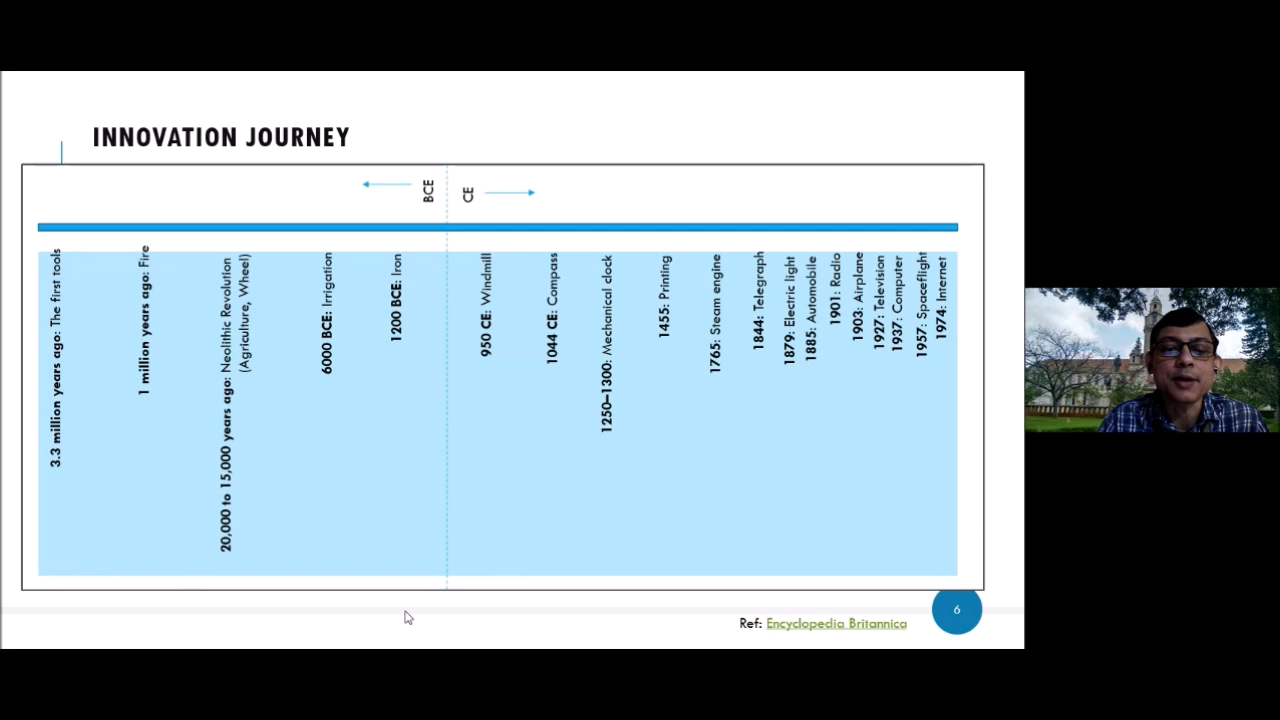 INNOVATION JOURNEY
BCE
CE
3.3 million years ago: The first tools
1 million years ago: Fire
20,000 to 15,000 years ago: Neolithic Revolution
(Agriculture, Wheel)
6000 BCE: Irrigation
1200 BCE: Iron
950 CE: Windmill
1044 CE: Compass
1250–1300: Mechanical clock
1455: Printing
1765: Steam engine
1844: Telegraph
1879: Electric light
1885: Automobile
1901: Radio
1903: Airplane
1927: Television
1937: Computer
1957: Spaceflight
1974: Internet
6
Ref: Encyclopedia Britannica